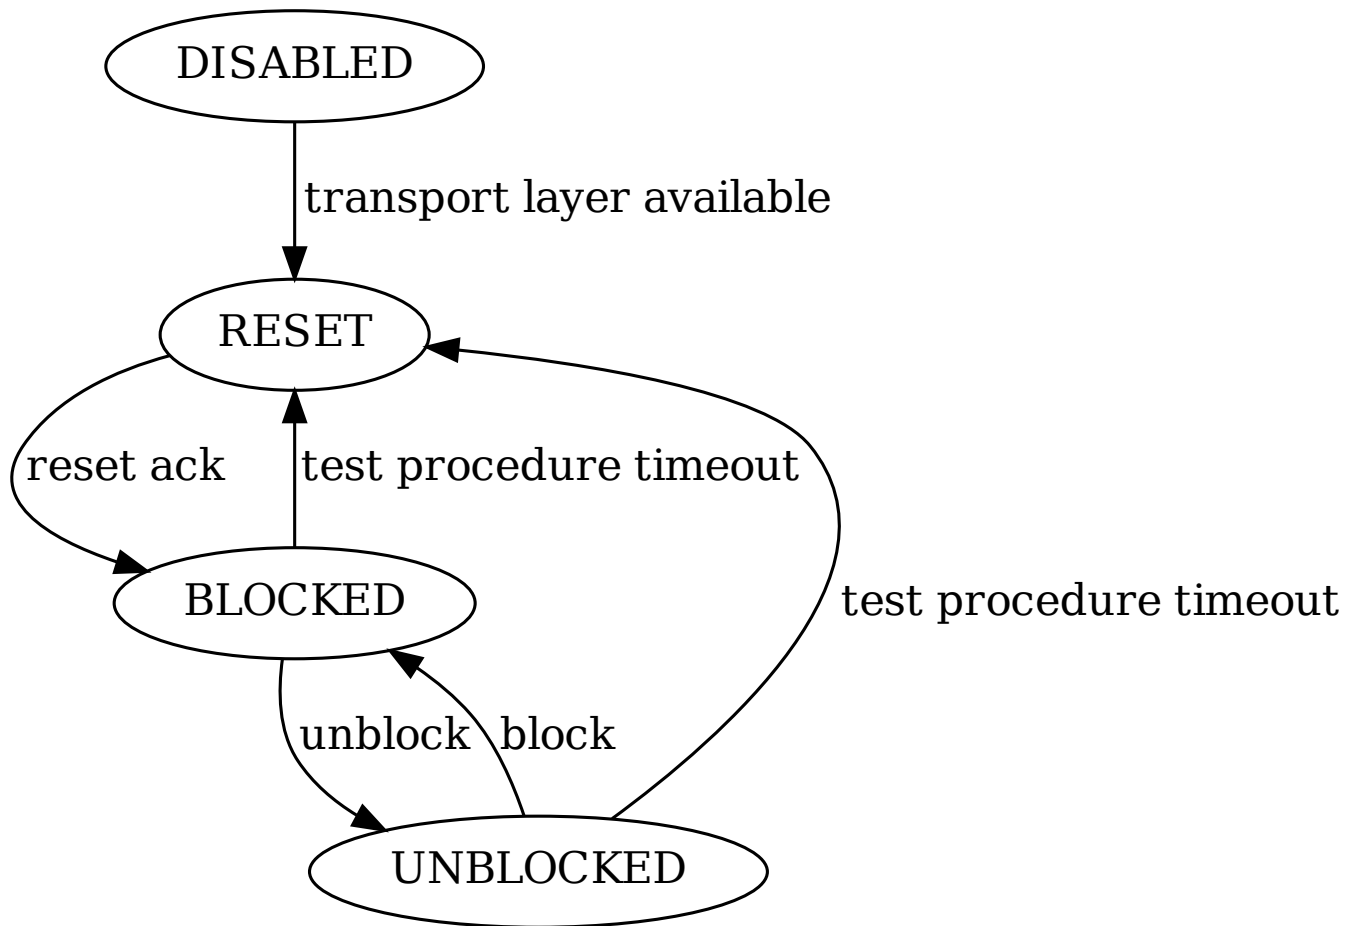 DISABLED
transport layer available
RESET
reset ack
test procedure timeout
test procedure timeout
BLOCKED
unblock
block
UNBLOCKED